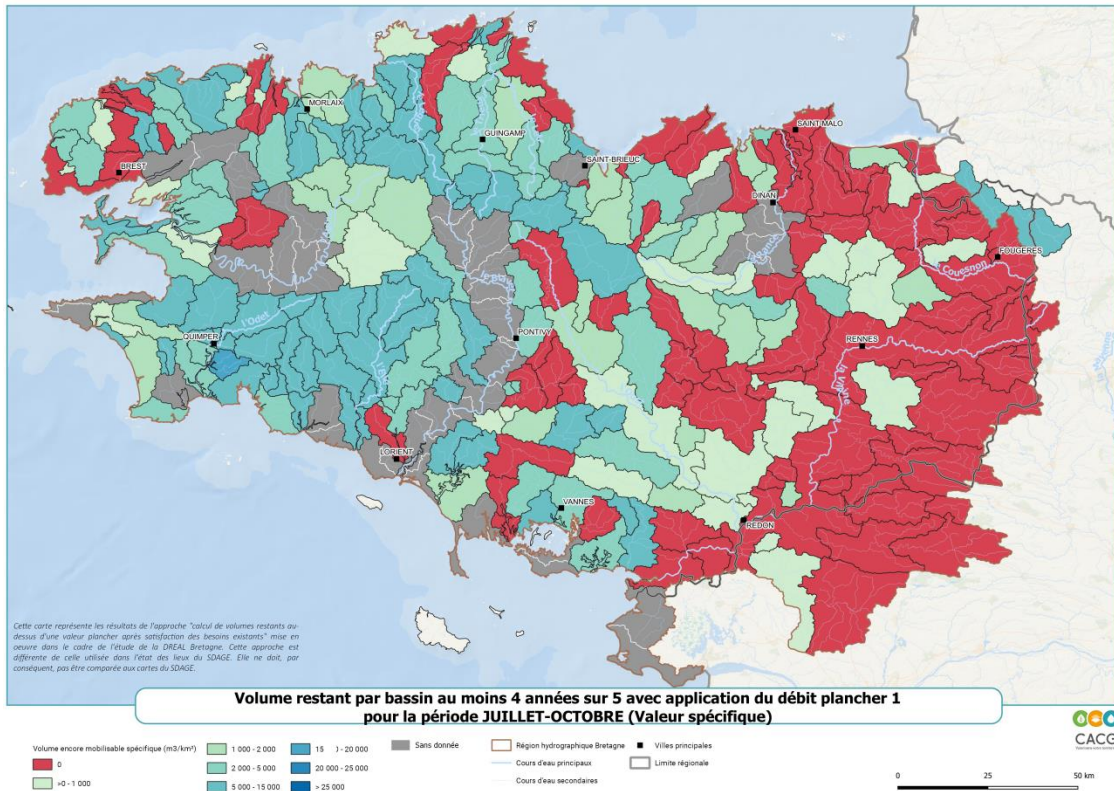 MORLAIX
GUINGAMP
SAINT-MALO
BREST
SAINT-BRIEUC
DINAN
FOUGERES
Couesnon
QUIMPER
l'Odet
PONTIVY
RENNES
la Vilaine
LORIENT
VANNES
REDON
Cette carte représente les résultats de l'approche "calcul de volumes restants au-
dessus d'une valeur plancher après satisfaction des besoins existants" mise en
oeuvre dans le cadre de l'étude de la DREAL Bretagne. Cette approche est
différente de celle utilisée dans l'état des lieux du SDAGE. Elle ne doit, par
conséquent, pas être comparée aux cartes du SDAGE.
Volume restant par bassin au moins 4 années sur 5 avec application du débit plancher 1
pour la période JUILLET-OCTOBRE (Valeur spécifique)
Volume encore mobilisable spécifique (m3/km²)
0
>0 - 1 000
1 000 - 2 000
2 000 - 5 000
5 000 - 15 000
15 ) - 20 000
20 000 - 25 000
> 25 000
Sans donnée
Région hydrographique Bretagne
Cours d'eau principaux
Cours d'eau secondaires
Villes principales
Limite régionale
CACG
0 25 50 km